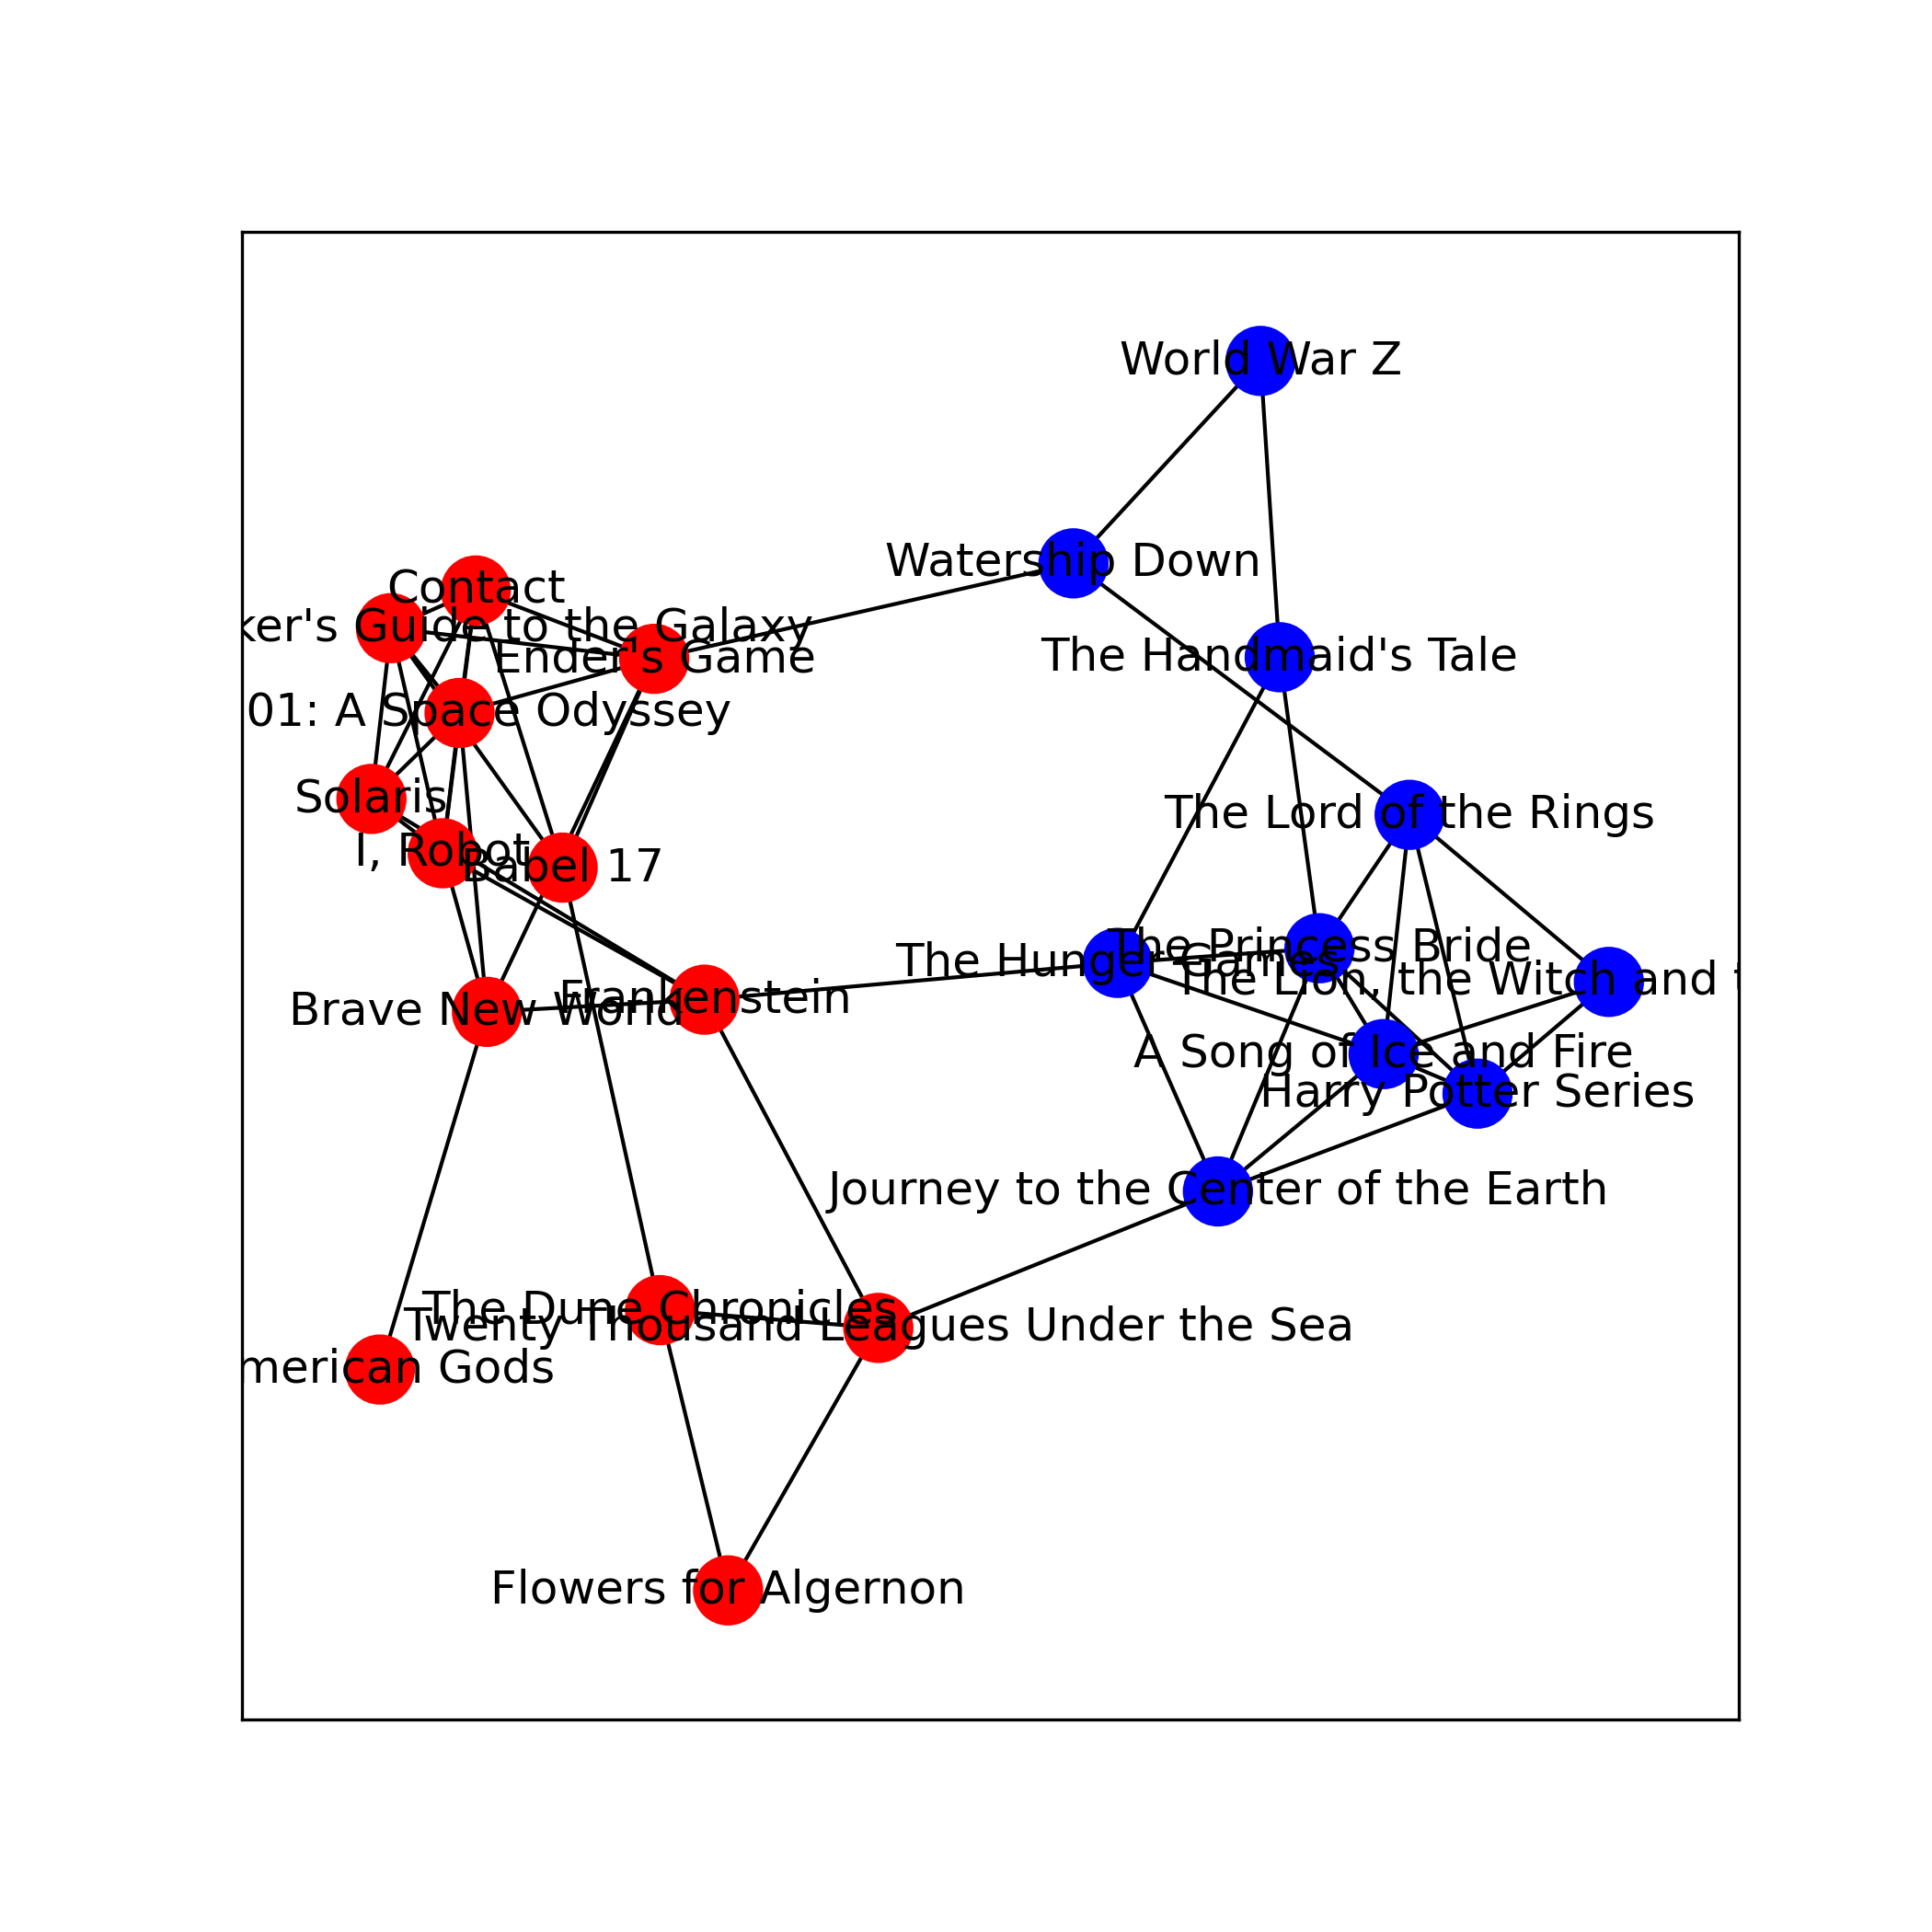 World War Z
Watership Down
Contact
ker's Guide to the Galaxy
Ender's Game
The Handmaid's Tale
01: A Space Odyssey
Solaris
The Lord of the Rings
I, Robot
Babel 17
The Princess Bride
The Hunger Games
The Lion, the Witch and t
Frankenstein
Brave New World
A Song of Ice and Fire
Harry Potter Series
Journey to the Center of the Earth
The Dune Chronicles
Twenty Thousand Leagues Under the Sea
merican Gods
Flowers for Algernon